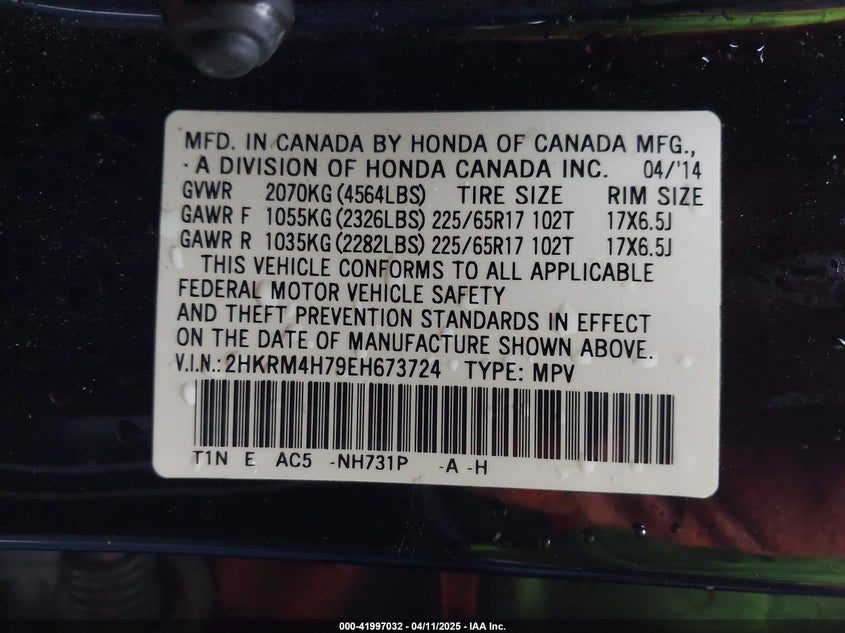 MFD. IN CANADA BY HONDA OF CANADA MFG.,
- A DIVISION OF HONDA CANADA INC. 04/'14
GVWR 2070KG (4564LBS) TIRE SIZE RIM SIZE
GAWR F 1055KG (2326LBS) 225/65R17 102T 17X6.5J
GAWR R 1035KG (2282LBS) 225/65R17 102T 17X6.5J
THIS VEHICLE CONFORMS TO ALL APPLICABLE
FEDERAL MOTOR VEHICLE SAFETY
AND THEFT PREVENTION STANDARDS IN EFFECT
ON THE DATE OF MANUFACTURE SHOWN ABOVE.
V.I.N.: 2HKRM4H79EH673724 TYPE: MPV
T1N E AC5 -NH731P -A -H
000-41997032 - 04/11/2025 - IAA Inc.